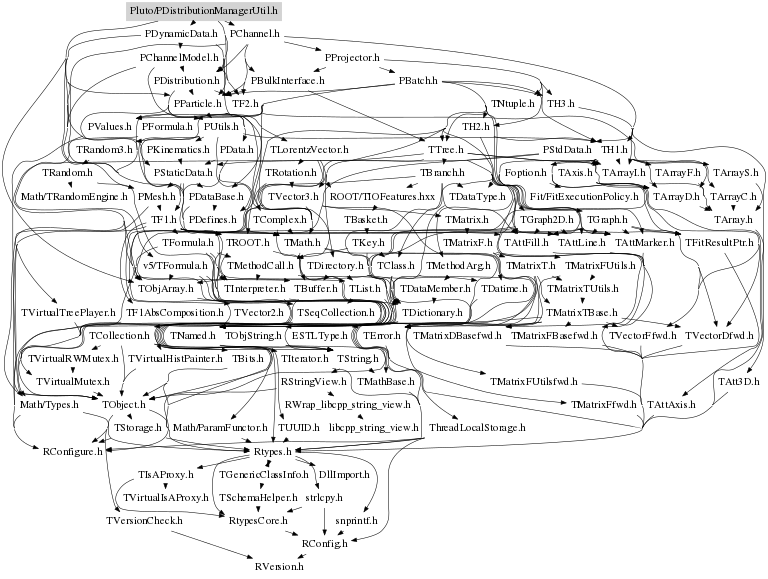 Pluto/PDistributionManagerUtil.h
PDynamicData.h PChannel.h
PChannelModel.h PProjector.h
PDistribution.h PBulkInterface.h PBatch.h
PParticle.h TF2.h TNtuple.h TH3.h
PValues.h PFormula.h PUtils.h TH2.h
TRandom3.h PKinematics.h PData.h TLorentzVector.h TTree.h PStdData.h TH1.h
TRandom.h PStaticData.h TRotation.h TBranch.h Foption.h TAxis.h TArrayI.h TArrayF.h TArrayS.h
Math/TRandomEngine.h PMesh.h PDataBase.h TVector3.h ROOT/TIOFeatures.hxx TDataType.h Fit/FitExecutionPolicy.h TArrayD.h TArrayC.h
TF1.h PDefines.h TComplex.h TBasket.h TMatrix.h TGraph2D.h TGraph.h TArray.h
TFormula.h TROOT.h TMath.h TKey.h TMatrixF.h TAttFill.h TAttLine.h TAttMarker.h TFitResultPtr.h
v5/TFormula.h TMethodCall.h TDirectory.h TClass.h TMethodArg.h TMatrixT.h TMatrixFUtils.h
TObjArray.h TInterpreter.h TBuffer.h TList.h TDataMember.h TDatime.h TMatrixTUtils.h
TVirtualTreePlayer.h TF1AbsComposition.h TVector2.h TSeqCollection.h TDictionary.h TMatrixTBase.h
TCollection.h TNamed.h TObjString.h ESTLType.h TError.h TMatrixDBasefwd.h TMatrixFBasefwd.h TVectorFfwd.h TVectorDfwd.h
TVirtualRWMutex.h TVirtualHistPainter.h TBits.h TIterator.h TString.h
TVirtualMutex.h RStringView.h TMathBase.h TMatrixFUtilsfwd.h TAtt3D.h
Math/Types.h TObject.h RWrap_libcpp_string_view.h TMatrixFfwd.h TAttAxis.h
TStorage.h Math/ParamFunctor.h TUUID.h libcpp_string_view.h ThreadLocalStorage.h
RConfigure.h Rtypes.h
TIsAProxy.h TGenericClassInfo.h DllImport.h
TVirtualIsAProxy.h TSchemaHelper.h strlcpy.h
TVersionCheck.h RtypesCore.h snprintf.h
RConfig.h
RVersion.h